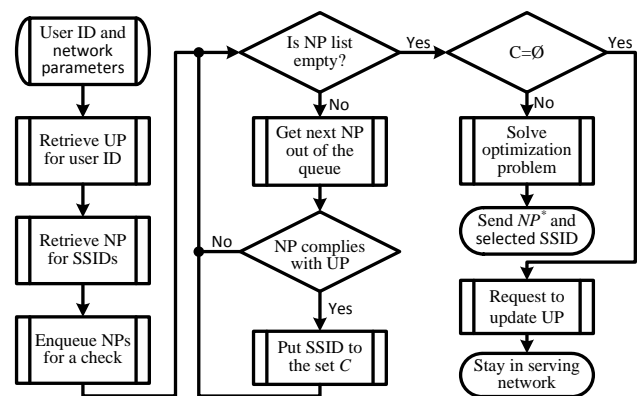 User ID and
network
parameters
Retrieve UP
for user ID
Retrieve NP
for SSIDs
Enqueue NPs
for a check
Is NP list
empty?
Yes
No
Get next NP
out of the
queue
NP complies
with UP
No
Yes
Put SSID to
the set C
C=Ø
Yes
No
Solve
optimization
problem
Send NP* and
selected SSID
Request to
update UP
Stay in serving
network